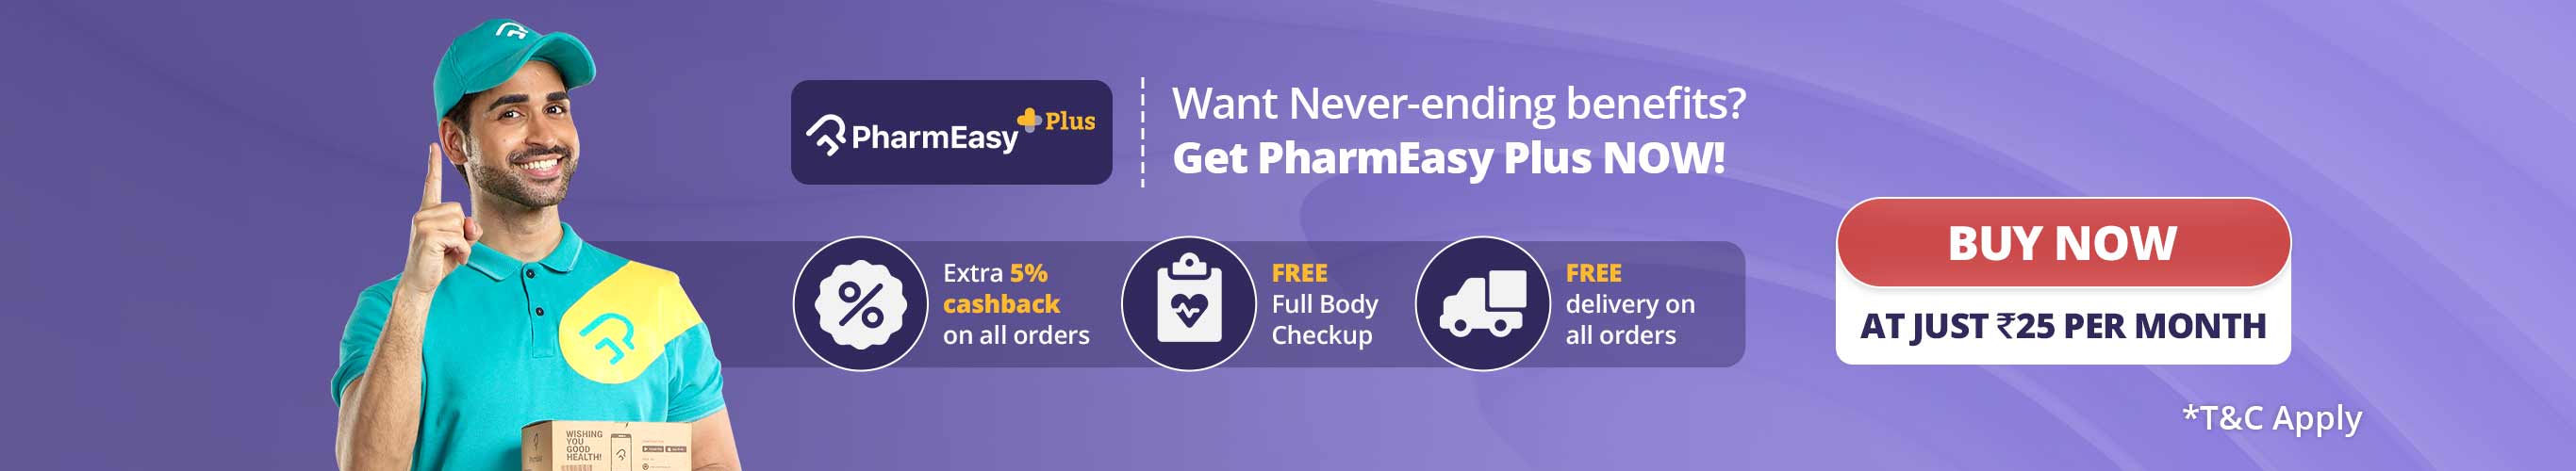 PharmEasy Plus
Want Never-ending benefits?
Get PharmEasy Plus NOW!
Extra 5%
cashback
on all orders
FREE
Full Body
Checkup
FREE
delivery on
all orders
BUY NOW
AT JUST ₹25 PER MONTH
*T&C Apply
WISHING
YOU
GOOD
HEALTH!